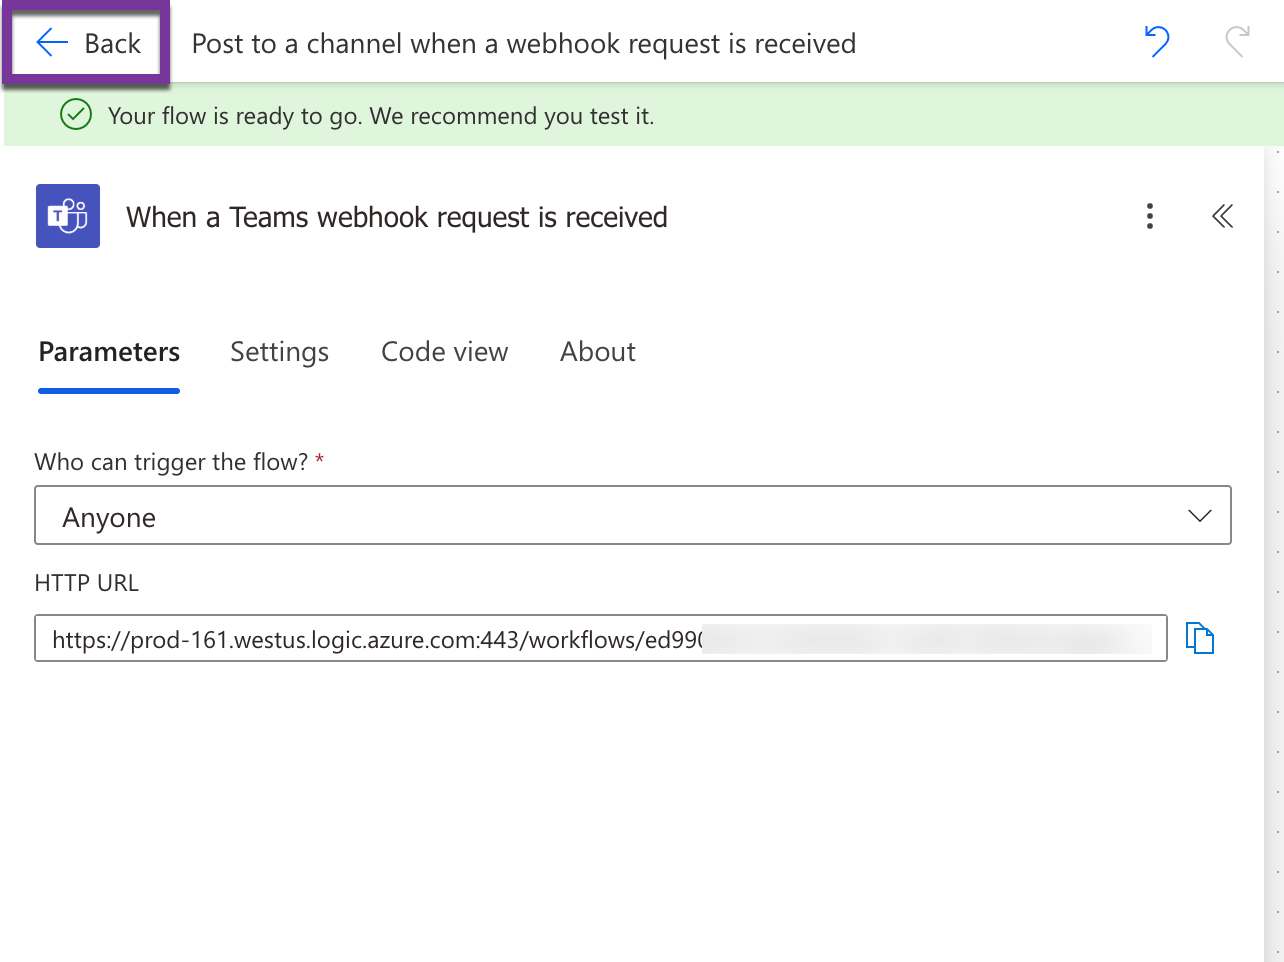 Back
Post to a channel when a webhook request is received
Your flow is ready to go. We recommend you test it.
T
When a Teams webhook request is received
Parameters Settings Code view About
Who can trigger the flow? *
Anyone
HTTP URL
https://prod-161.westus.logic.azure.com:443/workflows/ed990